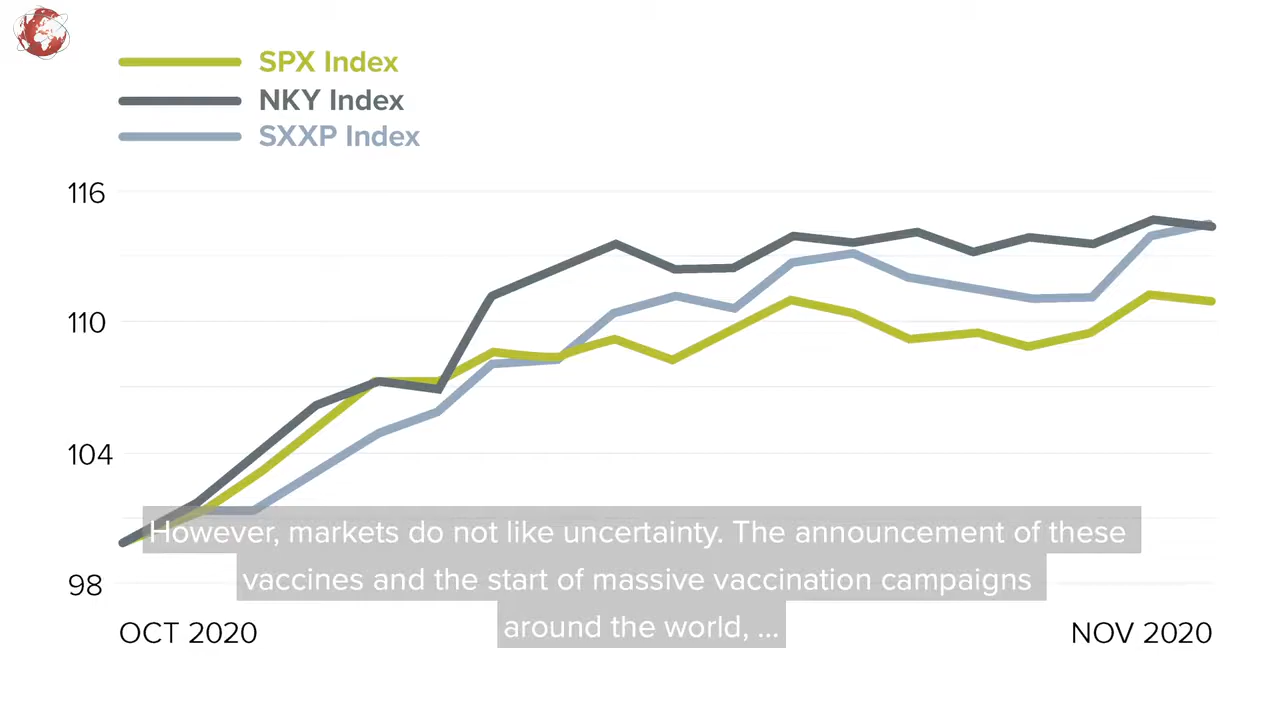 SPX Index
NKY Index
SXXP Index
116
110
104
98
However, markets do not like uncertainty. The announcement of these
vaccines and the start of massive vaccination campaigns
around the world, ...
OCT 2020
NOV 2020